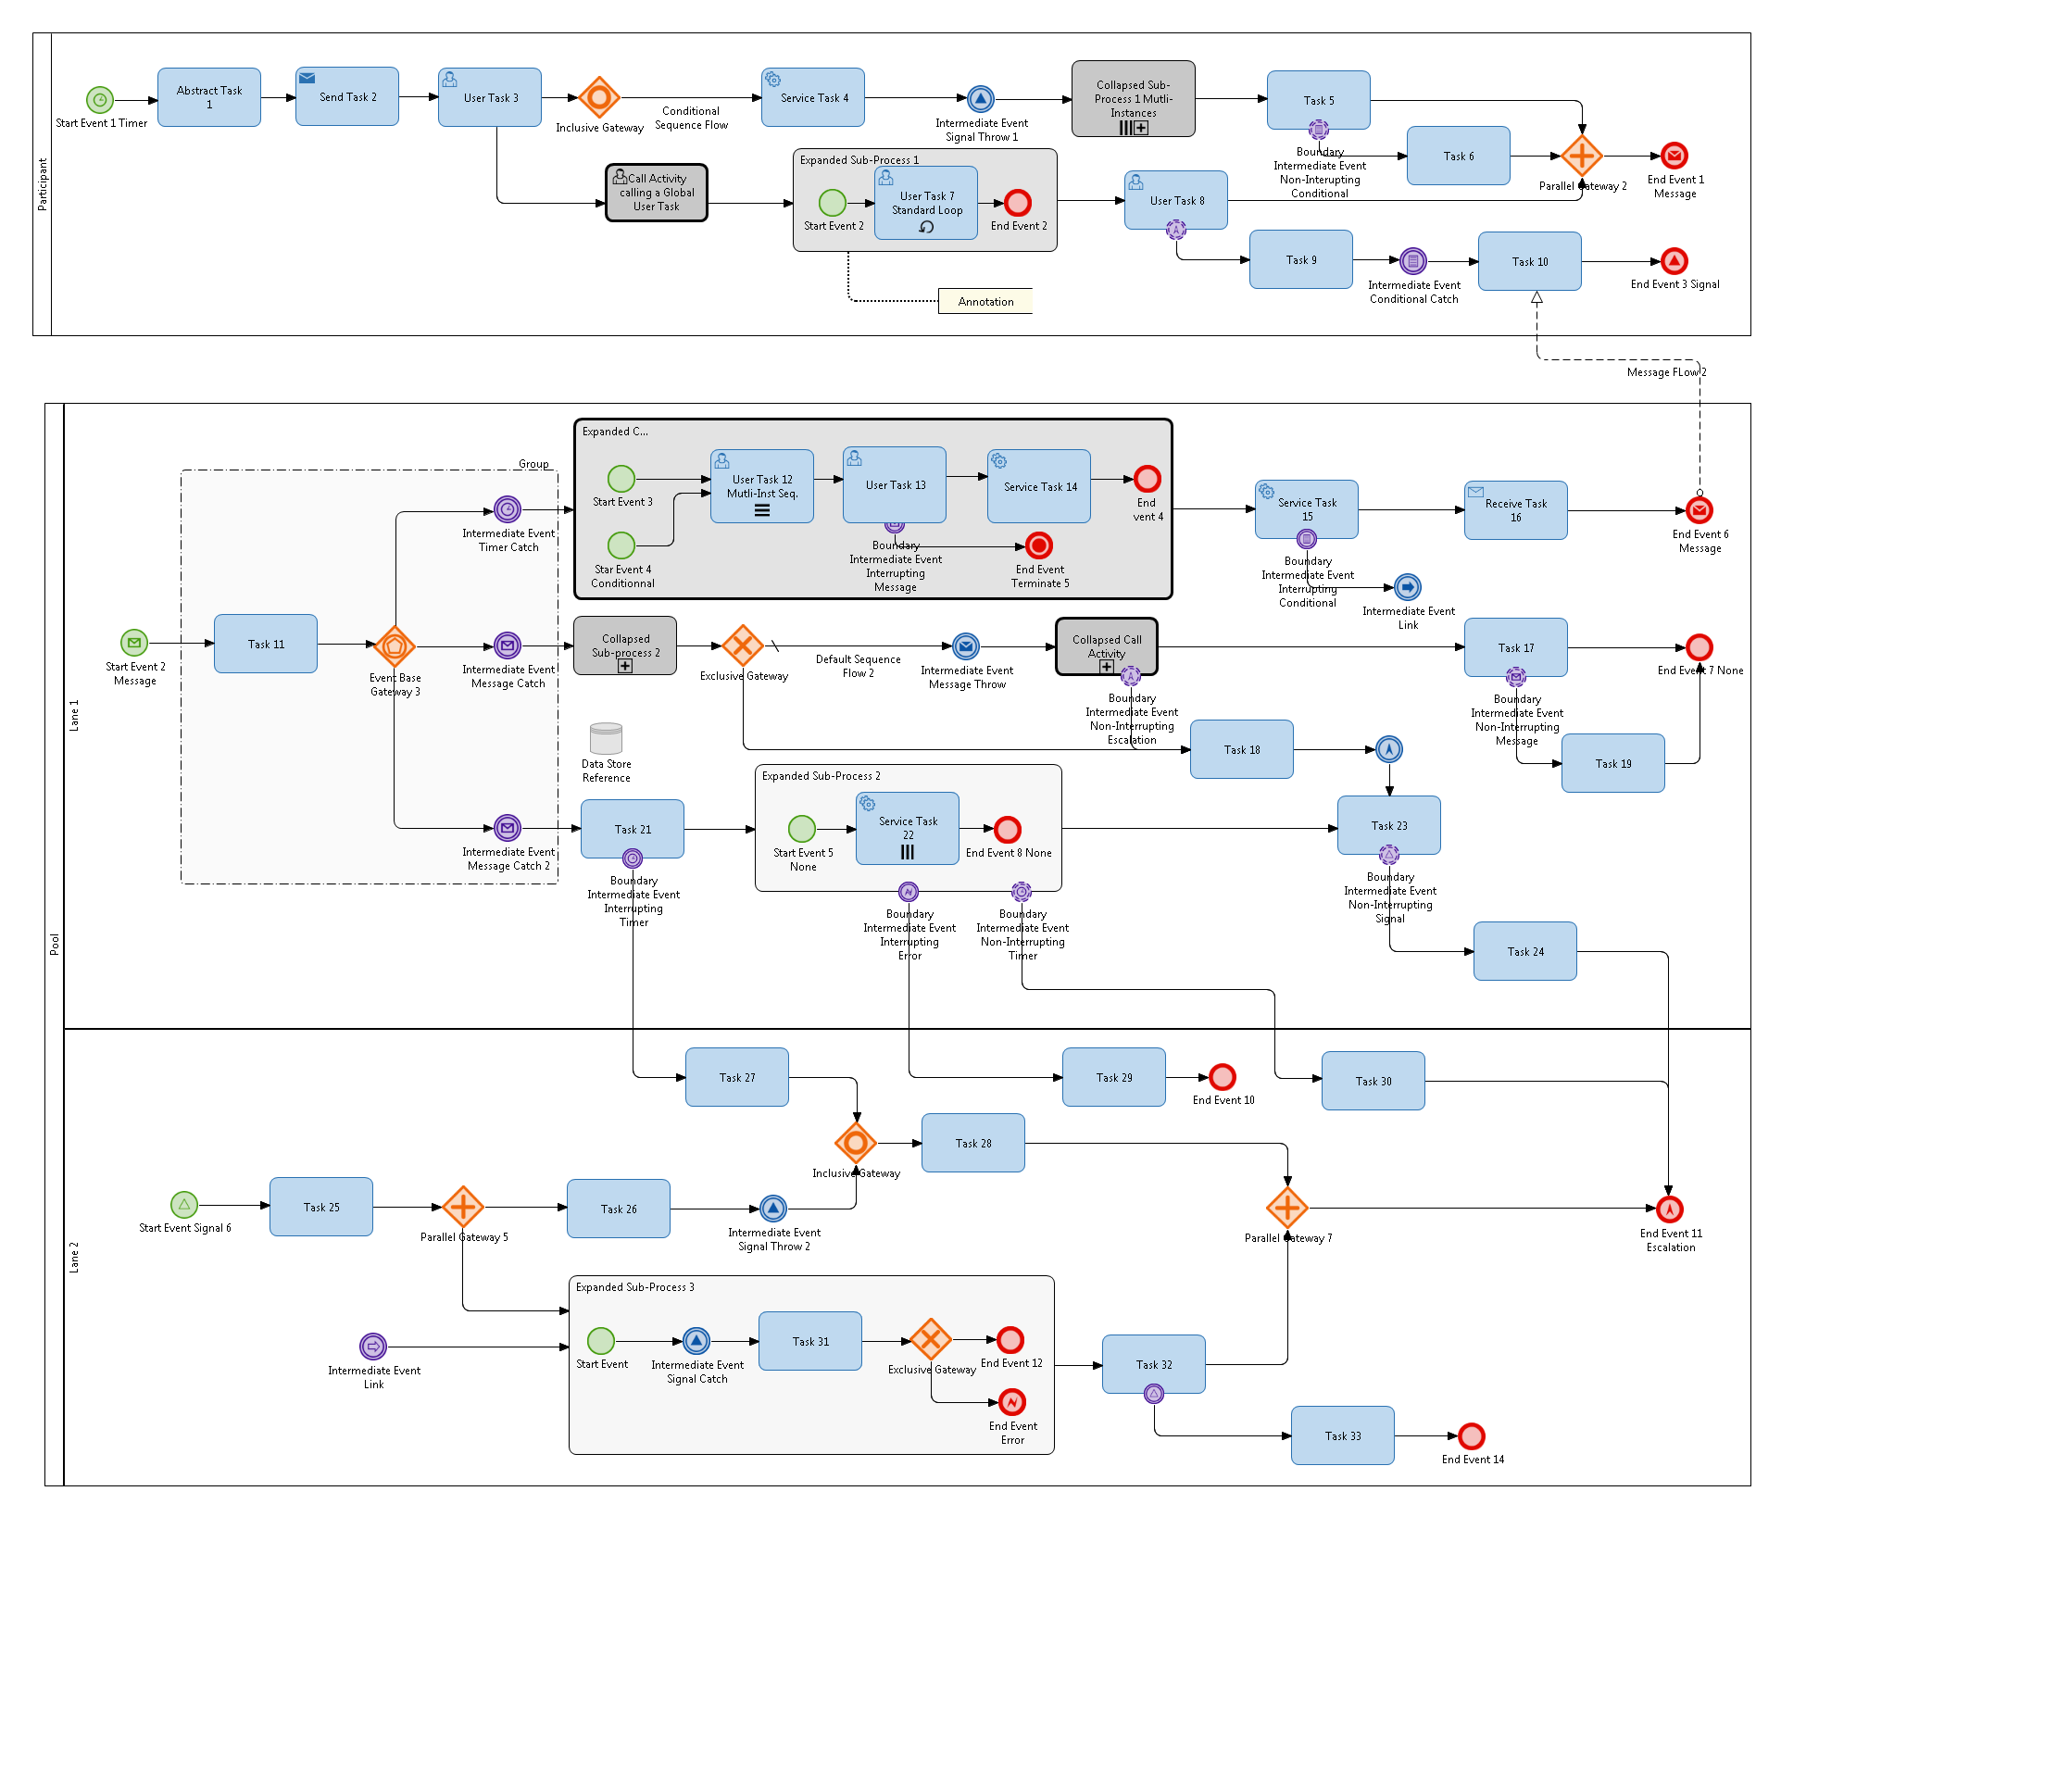 Participant
Start Event 1 Timer
Abstract Task
1
Send Task 2
User Task 3
Inclusive Gateway
Conditional
Sequence Flow
Service Task 4
Intermediate Event
Signal Throw 1
Collapsed Sub-
Process 1 Mutli-
Instances
Task 5
Boundary
Intermediate Event
Non-Interupting
Conditional
Task 6
Parallel Gateway 2
End Event 1
Message
Call Activity
calling a Global
User Task
Expanded Sub-Process 1
Start Event 2
User Task 7
Standard Loop
End Event 2
User Task 8
Task 9
Intermediate Event
Conditional Catch
Task 10
End Event 3 Signal
Annotation
Message FLow 2
Pool
Lane 1
Group
Expanded C...
Start Event 3
User Task 12
Mutli-Inst Seq.
User Task 13
Service Task 14
End
vent 4
Star Event 4
Conditionnal
Boundary
Intermediate Event
Interrupting
Message
End Event
Terminate 5
Intermediate Event
Timer Catch
Service Task
15
Receive Task
16
End Event 6
Message
Boundary
Intermediate Event
Interrupting
Conditional
Intermediate Event
Link
Start Event 2
Message
Task 11
Event Base
Gateway 3
Intermediate Event
Message Catch
Collapsed
Sub-process 2
Exclusive Gateway
Default Sequence
Flow 2
Intermediate Event
Message Throw
Collapsed Call
Activity
Boundary
Intermediate Event
Non-Interrupting
Escalation
Task 17
End Event 7 None
Boundary
Intermediate Event
Non-Interrupting
Message
Task 18
Task 19
Data Store
Reference
Expanded Sub-Process 2
Intermediate Event
Message Catch 2
Task 21
Boundary
Intermediate Event
Interrupting
Timer
Start Event 5
None
Service Task
22
End Event 8 None
Boundary
Intermediate Event
Interrupting
Error
Boundary
Intermediate Event
Non-Interrupting
Timer
Task 23
Boundary
Intermediate Event
Non-Interrupting
Signal
Task 24
Lane 2
Task 27
Task 29
End Event 10
Task 30
Inclusive Gateway
Task 28
Start Event Signal 6
Task 25
Parallel Gateway 5
Task 26
Intermediate Event
Signal Throw 2
Parallel Gateway 7
End Event 11
Escalation
Expanded Sub-Process 3
Intermediate Event
Link
Start Event
Intermediate Event
Signal Catch
Task 31
Exclusive Gateway
End Event 12
End Event
Error
Task 32
Task 33
End Event 14